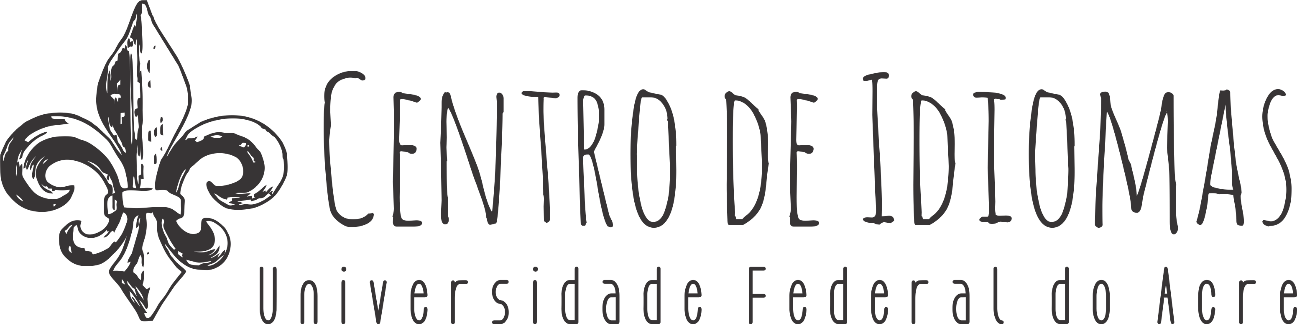 CENTRO DE IDIOMAS
Universidade Federal do Acre